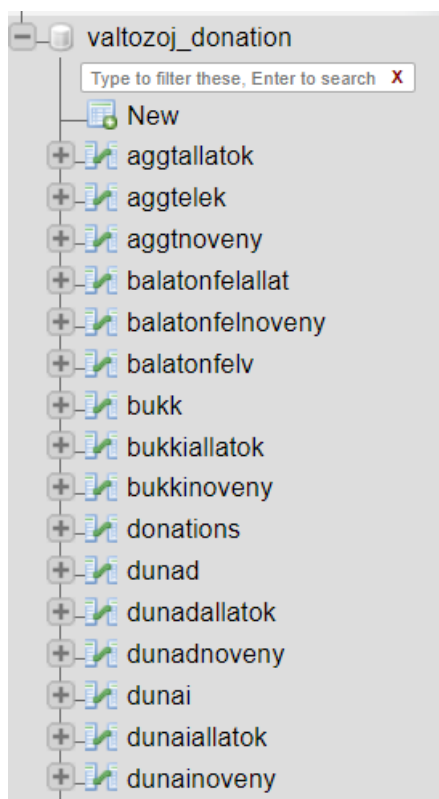 valtozoj_donation
Type to filter these, Enter to search X
New
aggtallatok
aggtelek
aggtnoveny
balatonfelallat
balatonfelnoveny
balatonfelv
bukk
bukkiallatok
bukkinoveny
donations
dunad
dunadallatok
dunadnoveny
dunai
dunaiallatok
dunainoveny